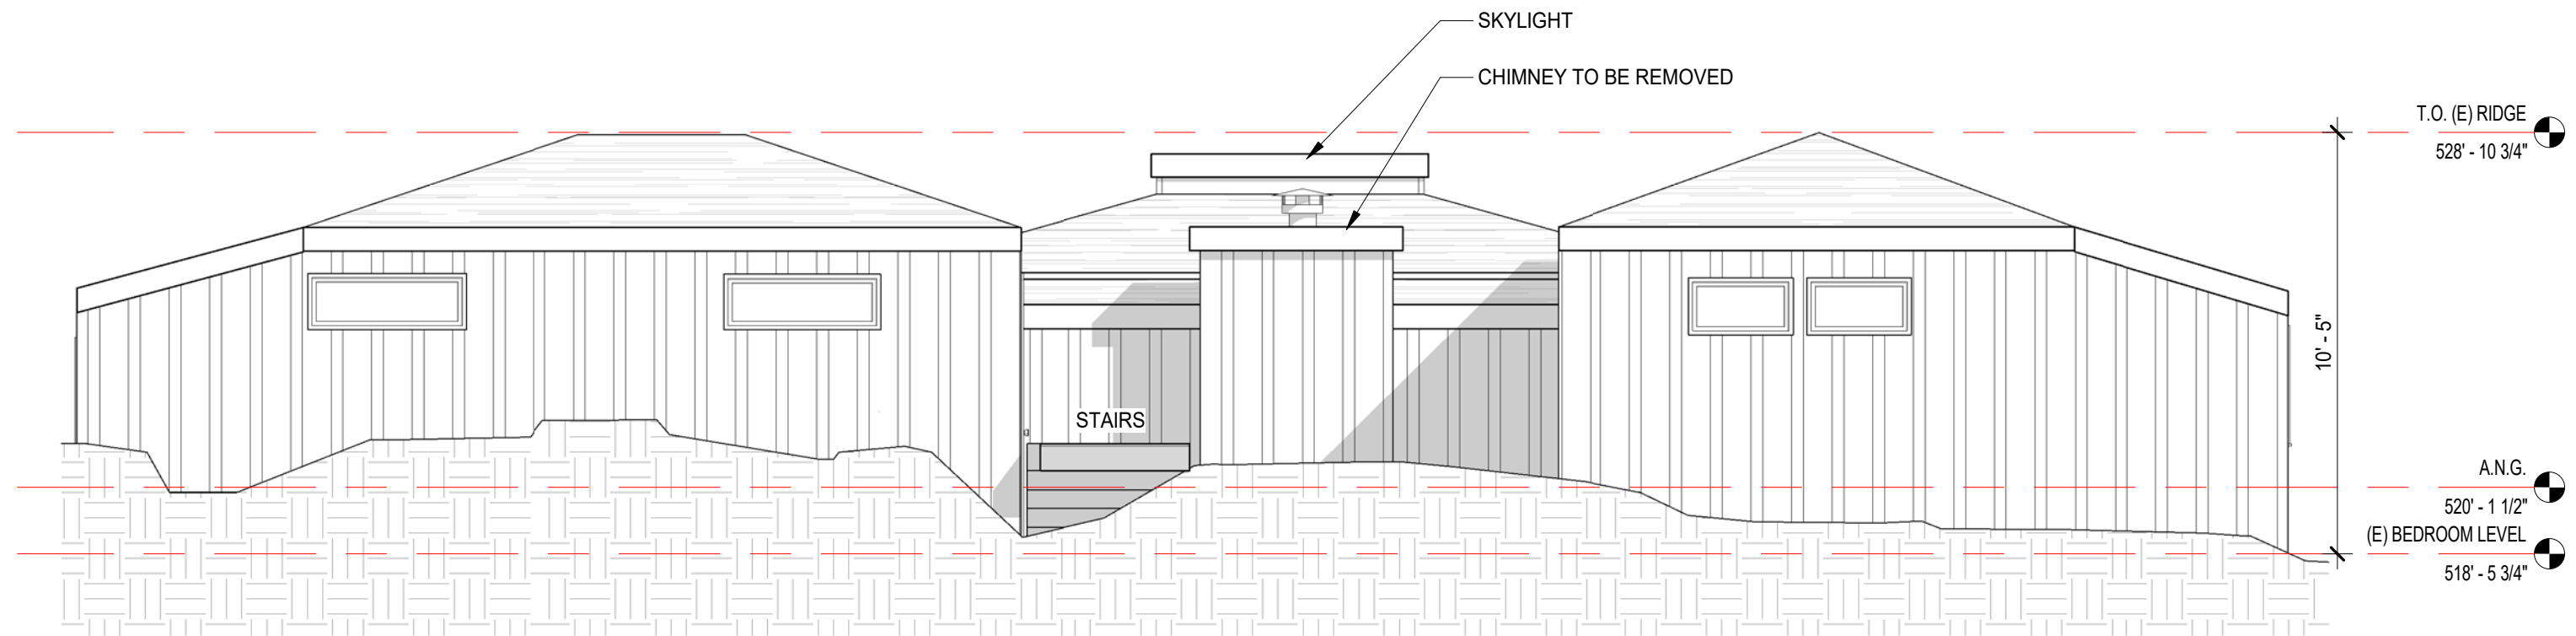 SKYLIGHT
CHIMNEY TO BE REMOVED
T.O. (E) RIDGE
528' - 10 3/4"
10' - 5"
STAIRS
A.N.G.
520' - 1 1/2"
(E) BEDROOM LEVEL
518' - 5 3/4"